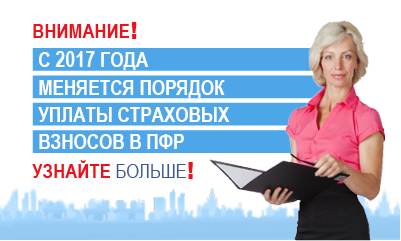 ВНИМАНИЕ!
С 2017 ГОДА
МЕНЯЕТСЯ ПОРЯДОК
УПЛАТЫ СТРАХОВЫХ
ВЗНОСОВ В ПФР
УЗНАЙТЕ БОЛЬШЕ!